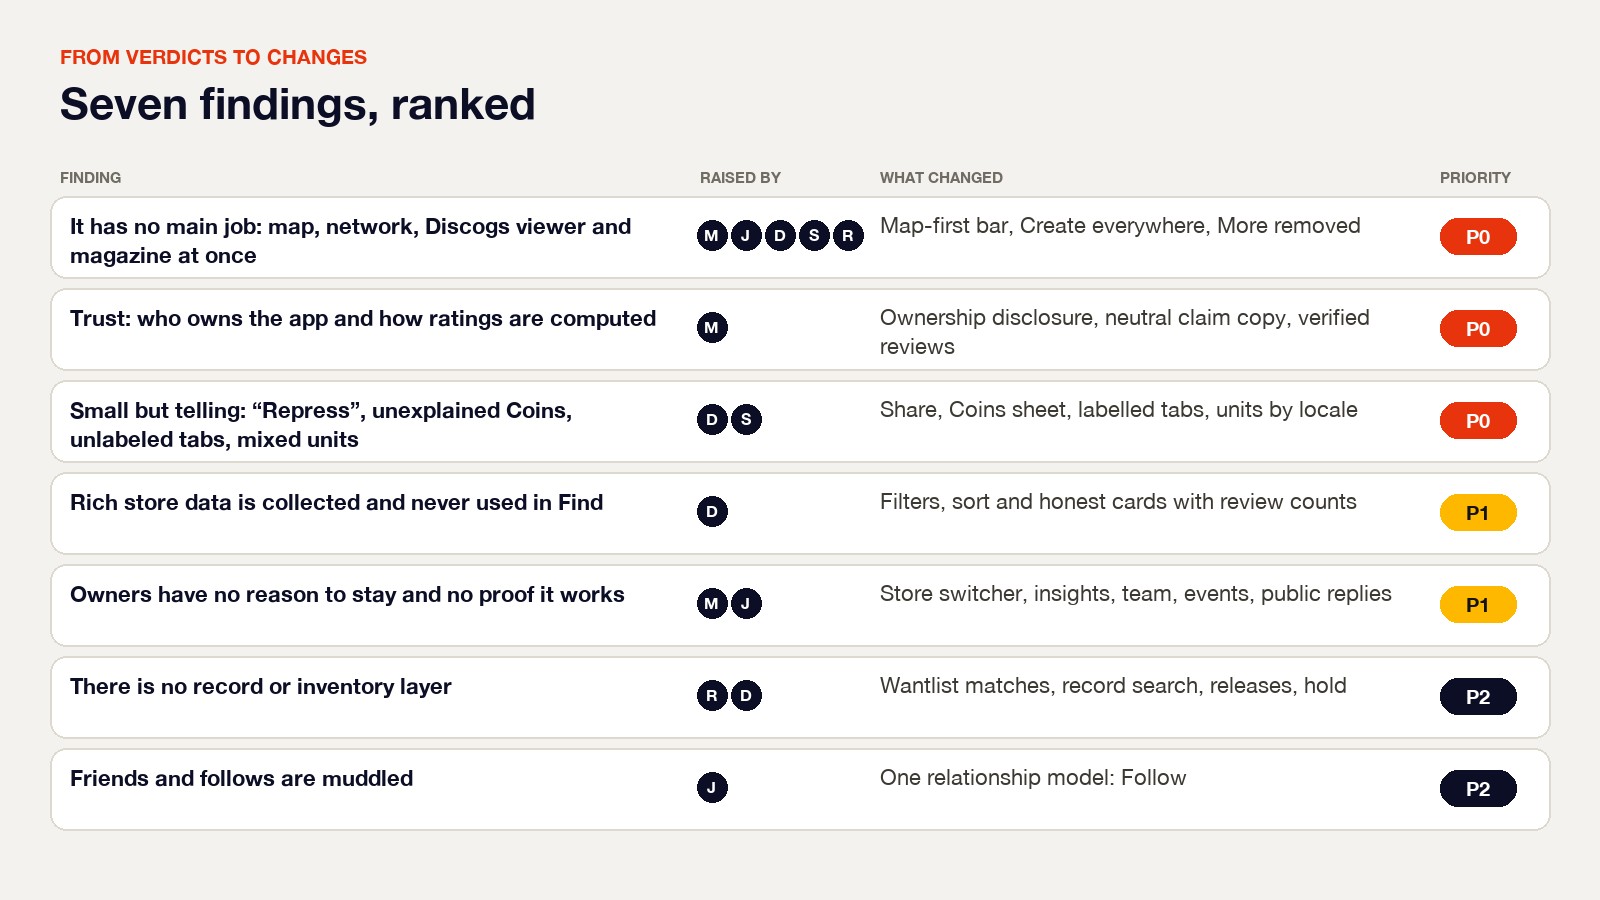 FROM VERDICTS TO CHANGES
Seven findings, ranked
FINDING RAISED BY WHAT CHANGED PRIORITY
It has no main job: map, network, Discogs viewer and
magazine at once
M J D S R
Map-first bar, Create everywhere, More removed
P0
Trust: who owns the app and how ratings are computed
M
Ownership disclosure, neutral claim copy, verified
reviews
P0
Small but telling: “Repress”, unexplained Coins,
unlabeled tabs, mixed units
D S
Share, Coins sheet, labelled tabs, units by locale
P0
Rich store data is collected and never used in Find
D
Filters, sort and honest cards with review counts
P1
Owners have no reason to stay and no proof it works
M J
Store switcher, insights, team, events, public replies
P1
There is no record or inventory layer
R D
Wantlist matches, record search, releases, hold
P2
Friends and follows are muddled
J
One relationship model: Follow
P2